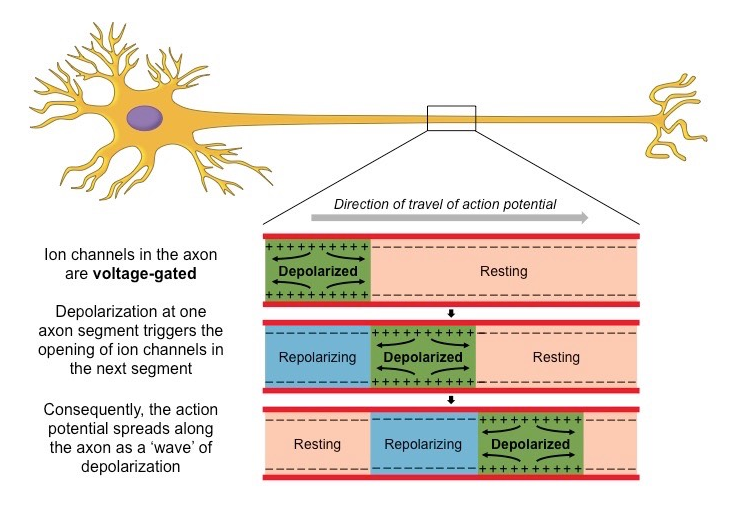 Direction of travel of action potential
Ion channels in the axon
are voltage-gated
Depolarization at one
axon segment triggers the
opening of ion channels in
the next segment
Consequently, the action
potential spreads along
the axon as a ‘wave’ of
depolarization
+ + + + + + + + + + +
Depolarized
+ + + + + + + + + + +
Resting
Repolarizing
+ + + + + + + + + +
Depolarized
+ + + + + + + + + +
Resting
Resting
Repolarizing
+ + + + + + + + + +
Depolarized
+ + + + + + + + + +